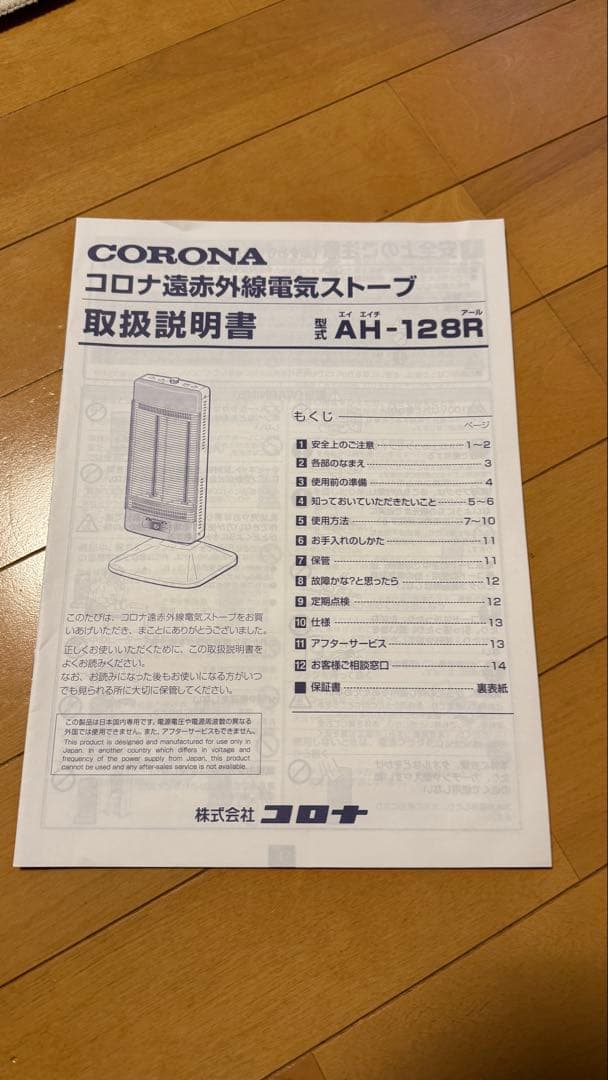 CORONA
コロナ遠赤外線電気ストーブ
取扱説明書 型式 AH-128R
エイ エイチ アール
もくじ
ページ
1 安全上のご注意 1～2
2 各部のなまえ 3
3 使用前の準備 4
4 知っておいていただきたいこと 5～6
5 使用方法 7～10
6 お手入れのしかた 11
7 保管 11
8 故障かな?と思ったら 12
9 定期点検 12
10 仕様 13
11 アフターサービス 13
12 お客様ご相談窓口 14
■ 保証書 裏表紙
このたびは、コロナ遠赤外線電気ストーブをお買
いあげいただき、まことにありがとうございました。
正しくお使いいただくために、この取扱説明書を
よくお読みください。
なお、お読みになった後もお使いになる方がいつ
でも見られる所に大切に保管してください。
この製品は日本国内専用です。電源電圧や電源周波数の異なる
外国では使用できません。また、アフターサービスもできません。
This product is designed and manufactured for use only in
Japan. In another country which differs in voltage and
frequency of the power supply from Japan, this product
cannot be used and any after-sales service is not available.
株式会社 コロナ